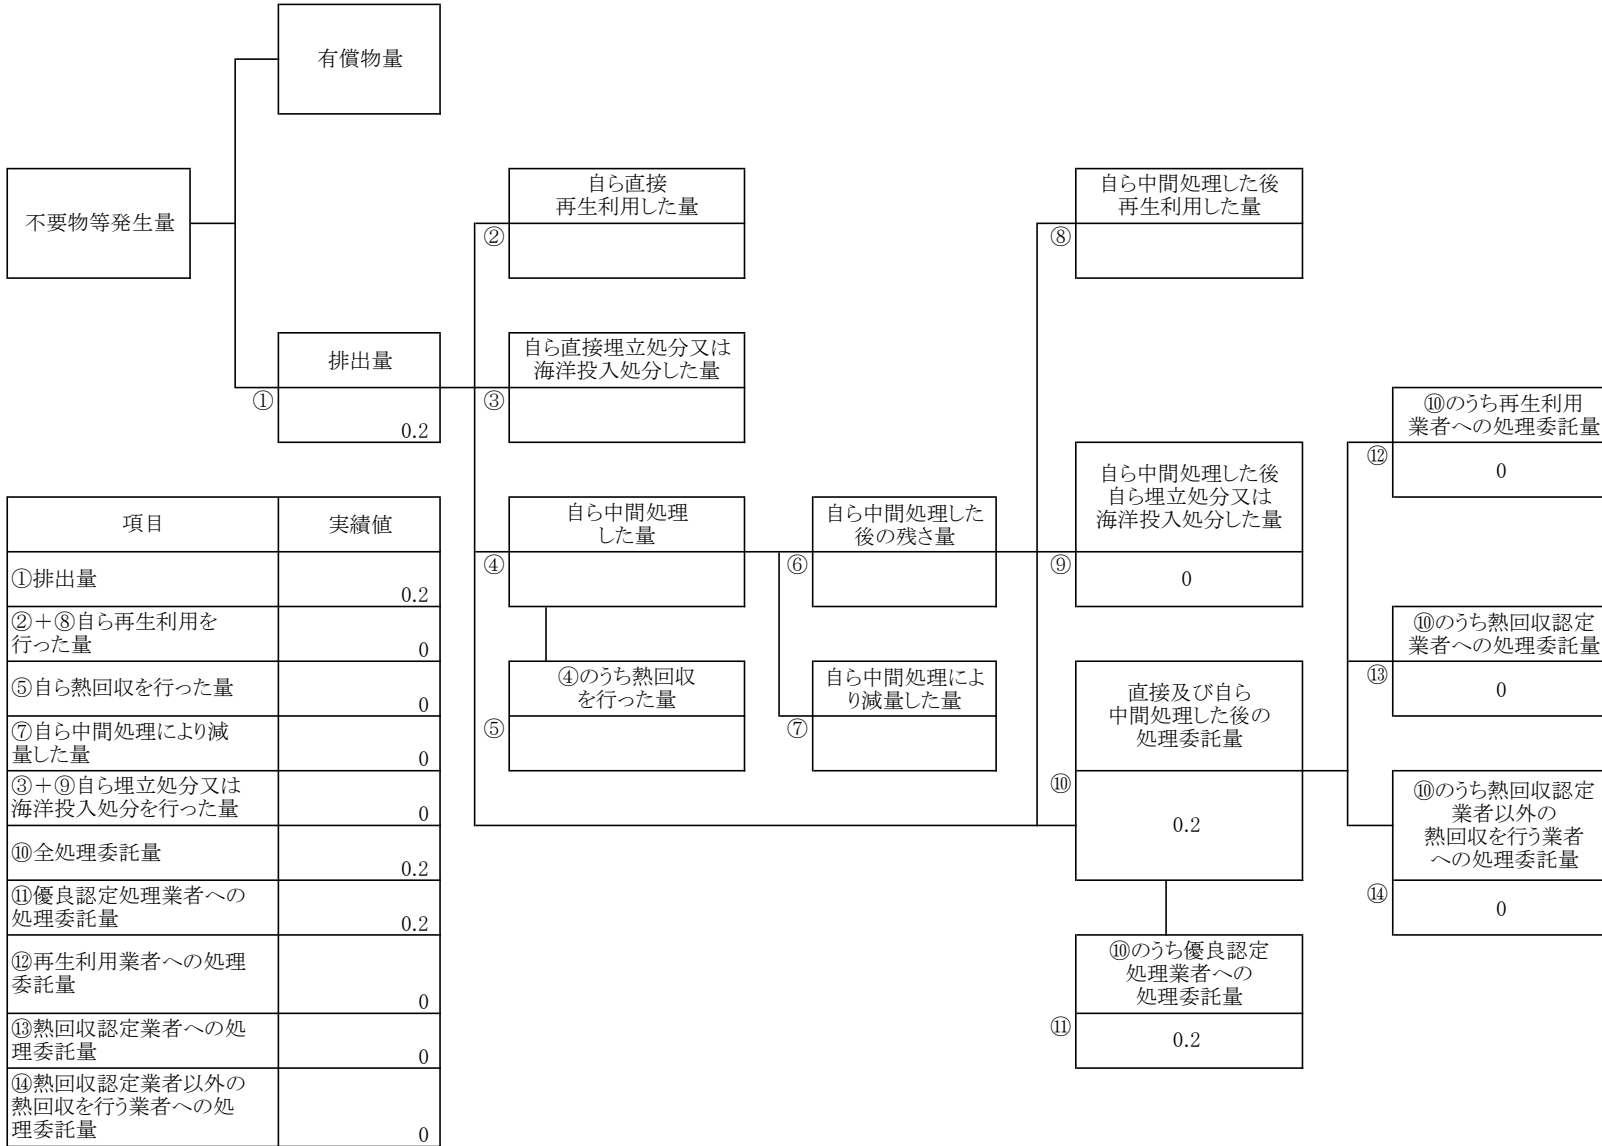 有償物量
不要物等発生量
自ら直接
再生利用した量
②
自ら中間処理した後
再生利用した量
⑧
排出量
①
0.2
自ら直接埋立処分又は
海洋投入処分した量
③
⑩のうち再生利用
業者への処理委託量
⑫
0
自ら中間処理
した量
④
自ら中間処理した
後の残さ量
⑥
自ら中間処理した後
自ら埋立処分又は
海洋投入処分した量
⑨
0
④のうち熱回収
を行った量
⑤
自ら中間処理によ
り減量した量
⑦
直接及び自ら
中間処理した後の
処理委託量
⑩
0.2
⑩のうち熱回収認定
業者への処理委託量
⑬
0
⑩のうち熱回収認定
業者以外の
熱回収を行う業者
への処理委託量
⑭
0
⑩のうち優良認定
処理業者への
処理委託量
⑪
0.2
項目
実績値
①排出量
0.2
②+⑧自ら再生利用を
行った量
0
⑤自ら熱回収を行った量
0
⑦自ら中間処理により減
量した量
0
③+⑨自ら埋立処分又は
海洋投入処分を行った量
0
⑩全処理委託量
0.2
⑪優良認定処理業者への
処理委託量
0.2
⑫再生利用業者への処理
委託量
0
⑬熱回収認定業者への処
理委託量
0
⑭熱回収認定業者以外の
熱回収を行う業者への処
理委託量
0